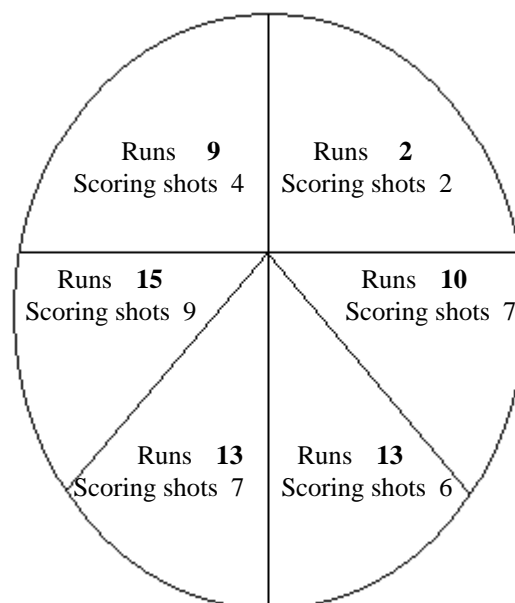 Runs 9
Scoring shots 4
Runs 2
Scoring shots 2
Runs 15
Scoring shots 9
Runs 10
Scoring shots 7
Runs 13
Scoring shots 7
Runs 13
Scoring shots 6